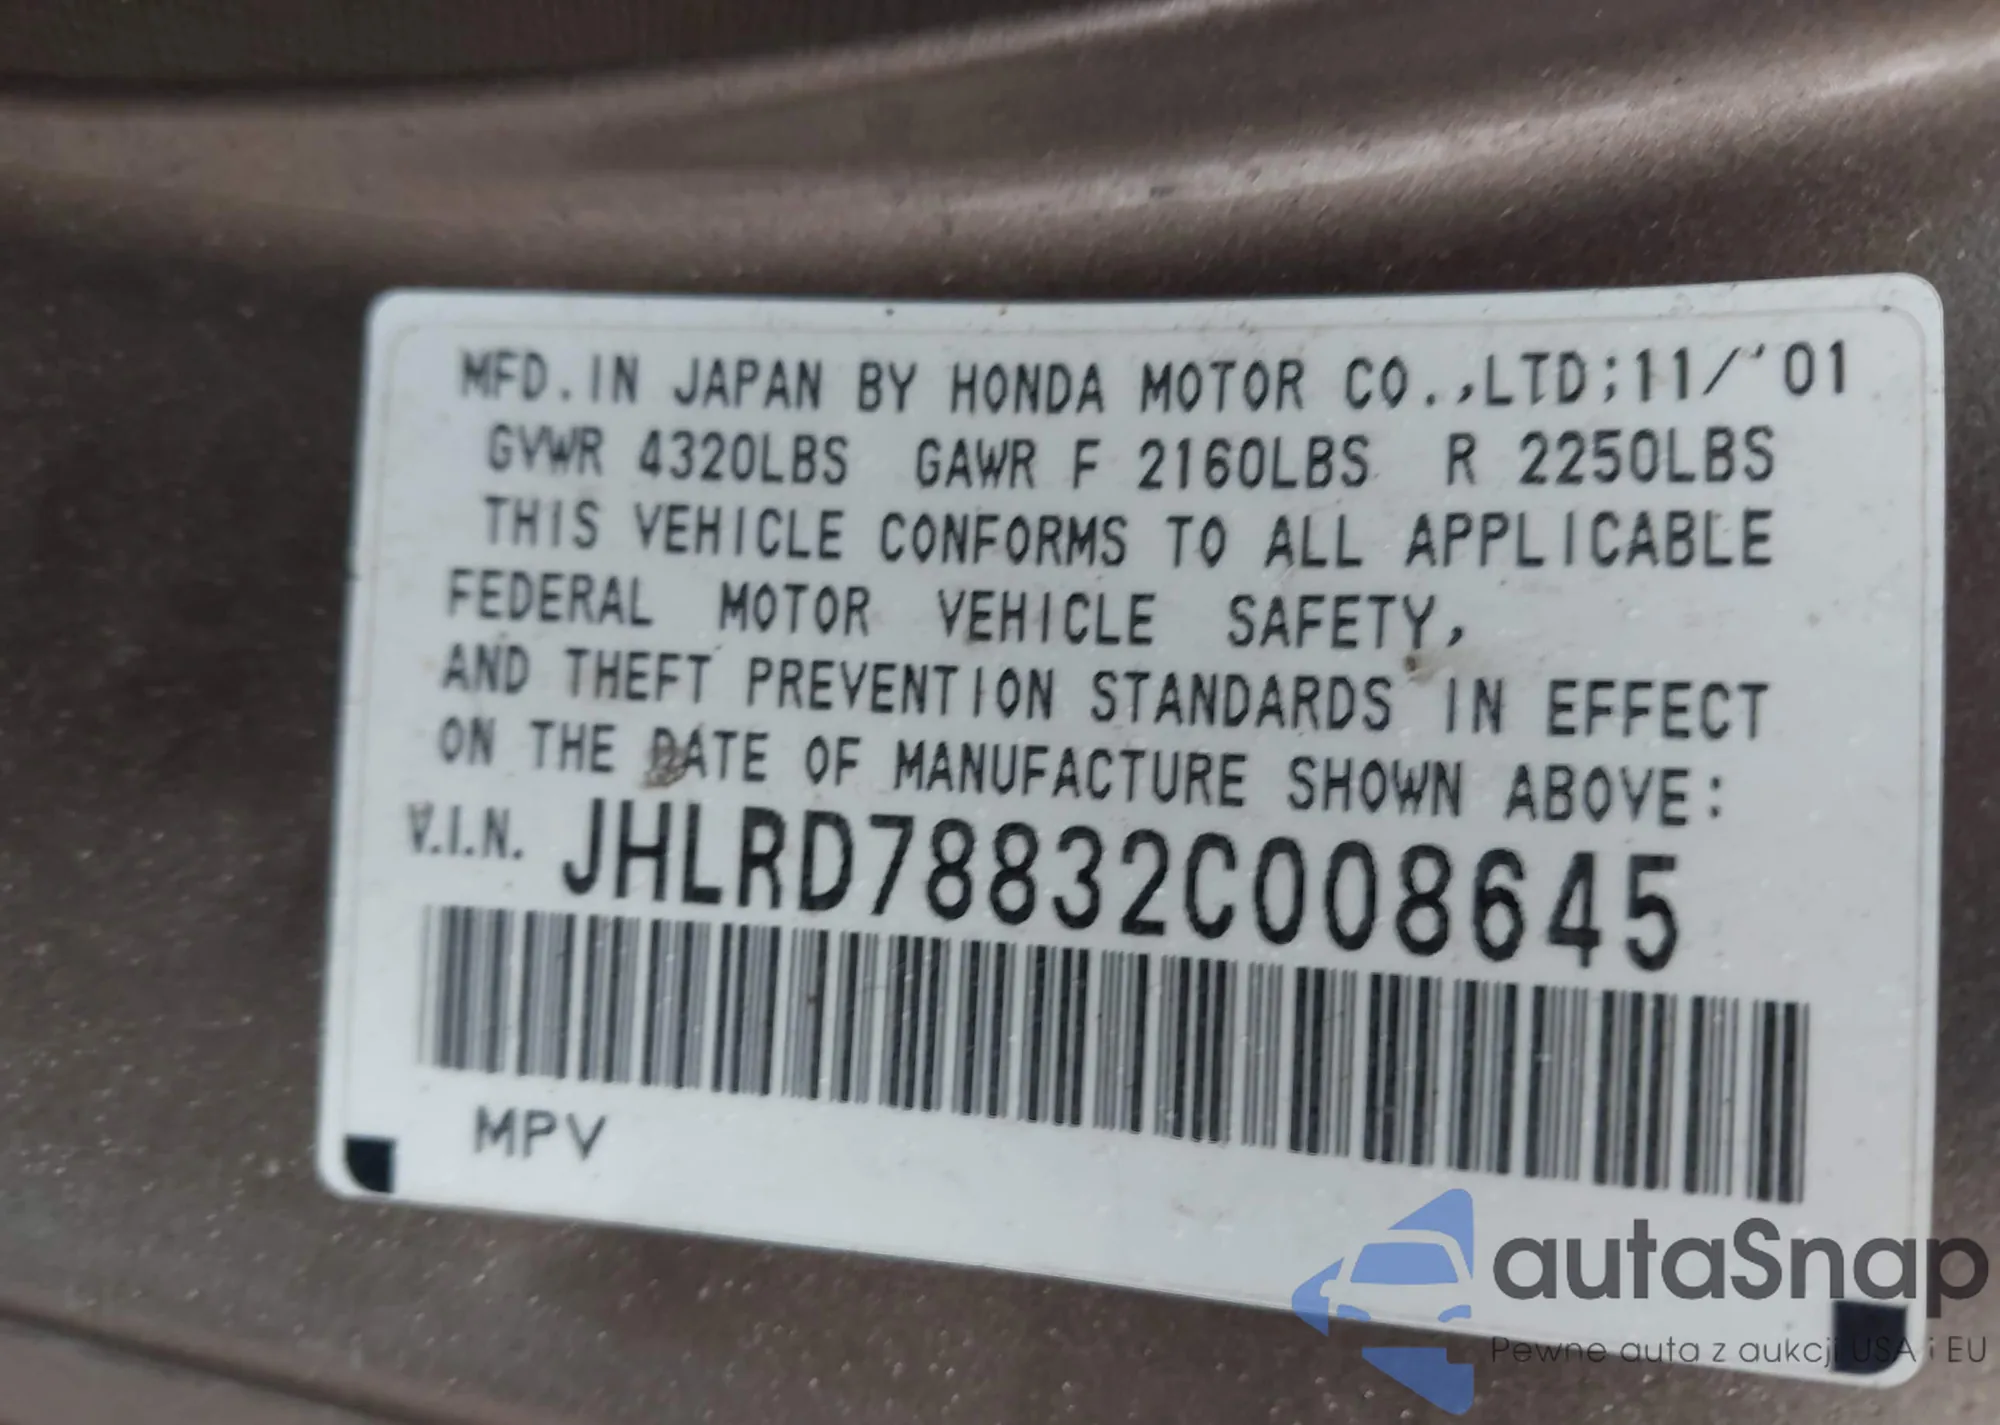 MFD. IN JAPAN BY HONDA MOTOR CO.,LTD;11/'01
GVWR 4320LBS GAWR F 2160LBS R 2250LBS
THIS VEHICLE CONFORMS TO ALL APPLICABLE
FEDERAL MOTOR VEHICLE SAFETY,
AND THEFT PREVENTION STANDARDS IN EFFECT
ON THE DATE OF MANUFACTURE SHOWN ABOVE:
V.I.N. JHLRD78832C008645
MPV
autaSnap
Pewne auta z aukcji USA i EU